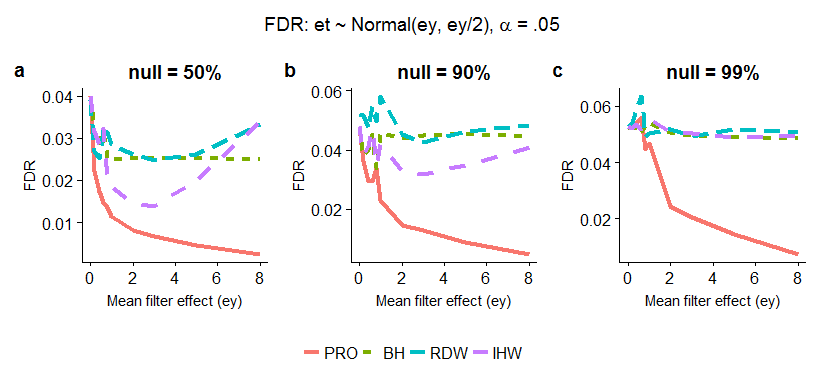 FDR: et ~ Normal(ey, ey/2), α = .05
a null = 50%
b null = 90%
c null = 99%
FDR
0.04
0.03
0.02
0.01
0 2 4 6 8
Mean filter effect (ey)
FDR
0.06
0.04
0.02
0 2 4 6 8
Mean filter effect (ey)
FDR
0.06
0.04
0.02
0 2 4 6 8
Mean filter effect (ey)
PRO BH RDW IHW